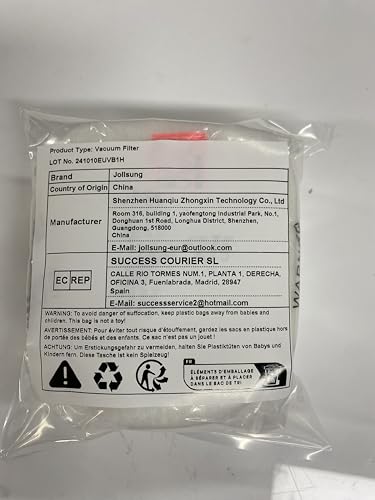 Product Type: Vacuum Filter
LOT No. 241010EUVB1H
Brand Jollsung
Country of Origin China
Manufacturer
Shenzhen Huanqiu Zhongxin Technology Co., Ltd
Room 316, building 1, yaofengtong Industrial Park, No.1,
Donghuan 1st Road, Longhua District, Shenzhen,
Guangdong, 518000
China
E-Mail: jollsung-eur@outlook.com
EC REP
SUCCESS COURIER SL
CALLE RIO TORMES NUM.1, PLANTA 1, DERECHA,
OFICINA 3, Fuenlabrada, Madrid, 28947
Spain
E-mail: successservice2@hotmail.com
WARNING: To avoid danger of suffocation, keep plastic bags away from babies and
children. This bag is not a toy!
AVERTISSEMENT: Pour éviter tout risque d'étouffement, gardez les sacs en plastique hors
de portée des bébés et des enfants. Ce sac n'est pas un jouet !
ACHTUNG: Um Erstickungsgefahr zu vermeiden, halten Sie Plastiktüten von Babys und
Kindern fern. Diese Tasche ist kein Spielzeug!
FR
ÉLÉMENTS D'EMBALLAGE
À SÉPARER ET À PLACER
DANS LE BAC DE TRI